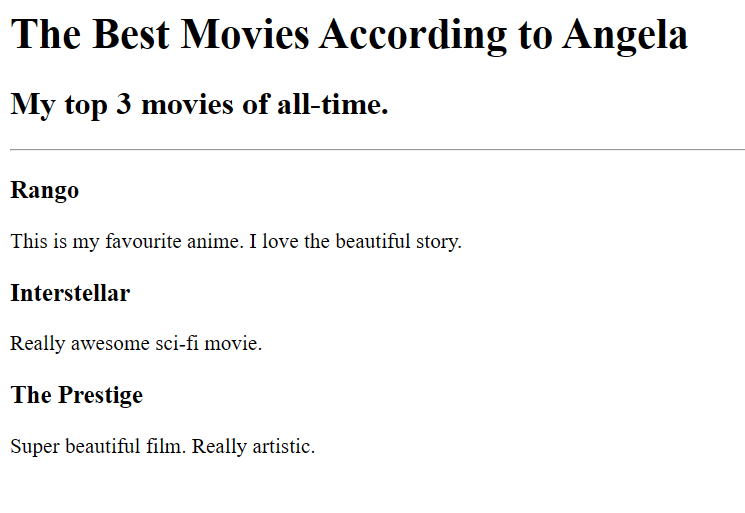 The Best Movies According to Angela
My top 3 movies of all-time.
Rango
This is my favourite anime. I love the beautiful story.
Interstellar
Really awesome sci-fi movie.
The Prestige
Super beautiful film. Really artistic.